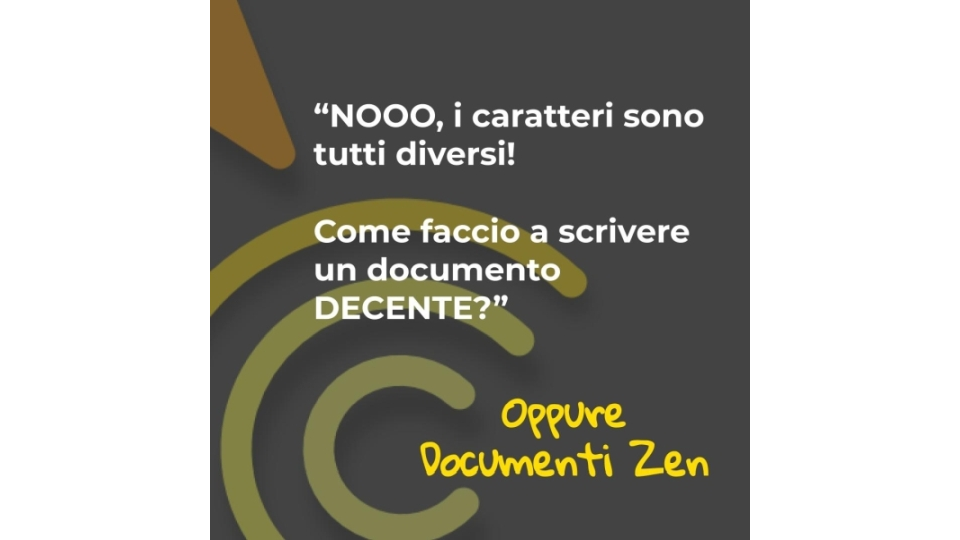 “NOOO, i caratteri sono
tutti diversi!
Come faccio a scrivere
un documento
DECENTE?”
Oppure
Documenti Zen